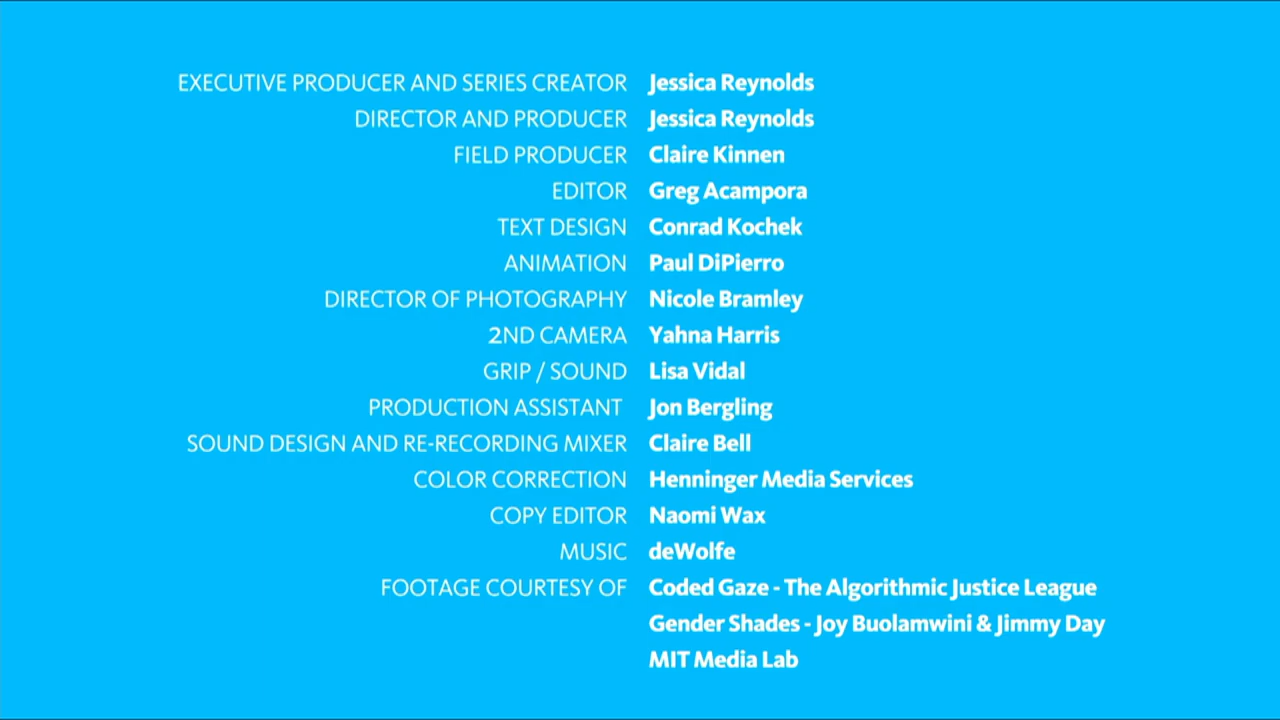 EXECUTIVE PRODUCER AND SERIES CREATOR Jessica Reynolds
DIRECTOR AND PRODUCER Jessica Reynolds
FIELD PRODUCER Claire Kinnen
EDITOR Greg Acampora
TEXT DESIGN Conrad Kochek
ANIMATION Paul DiPierro
DIRECTOR OF PHOTOGRAPHY Nicole Bramley
2ND CAMERA Yahna Harris
GRIP / SOUND Lisa Vidal
PRODUCTION ASSISTANT Jon Bergling
SOUND DESIGN AND RE-RECORDING MIXER Claire Bell
COLOR CORRECTION Henninger Media Services
COPY EDITOR Naomi Wax
MUSIC deWolfe
FOOTAGE COURTESY OF Coded Gaze - The Algorithmic Justice League
Gender Shades - Joy Buolamwini & Jimmy Day
MIT Media Lab